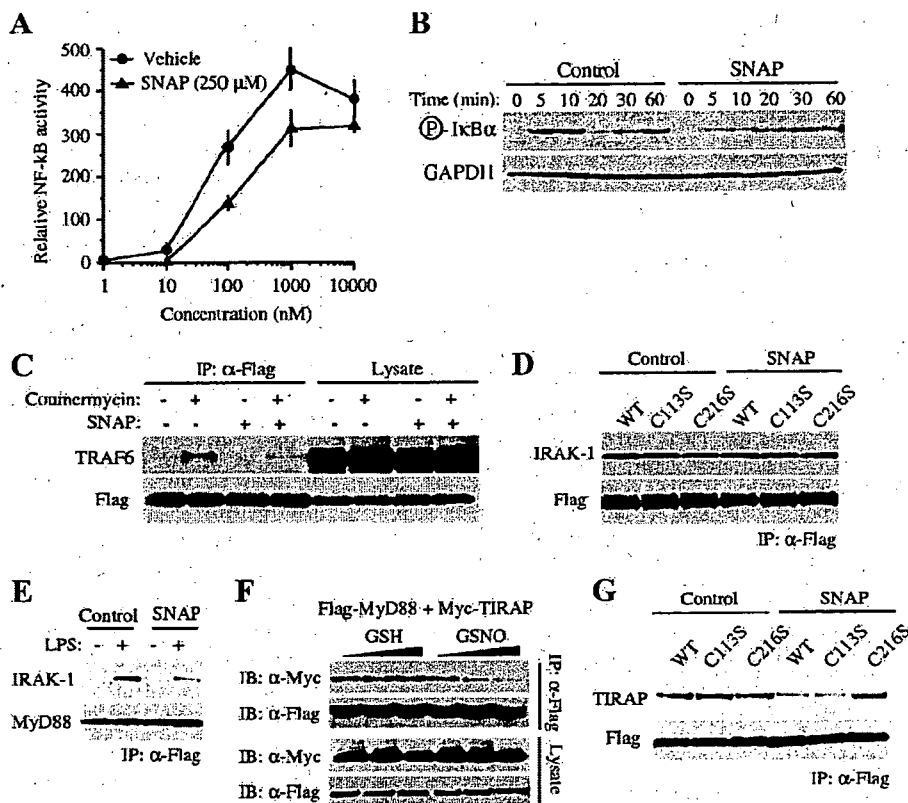 A
500
400
300
200
100
0
Relative NF-kB activity
Vehicle
SNAP (250 µM)
1 10 100 1000 10000
Concentration (nM)
B
Control SNAP
Time (min): 0 5 10 20 30 60 0 5 10 20 30 60
Ⓟ-IκBα
GAPDH
C
IP: α-Flag Lysate
Coumermycin: - + - + - + - +
SNAP: + + + +
TRAF6
Flag
D
Control SNAP
WT C113S C216S WT C113S C216S
IRAK-1
Flag
IP: α-Flag
E
Control SNAP
LPS: - + - +
IRAK-1
MyD88
IP: α-Flag
F
Flag-MyD88 + Myc-TIRAP
GSH GSNO
IB: α-Myc
IB: α-Flag
IP: α-Flag
IB: α-Myc
IB: α-Flag
Lysate
G
Control SNAP
WT C113S C216S WT C113S C216S
TIRAP
Flag
IP: α-Flag